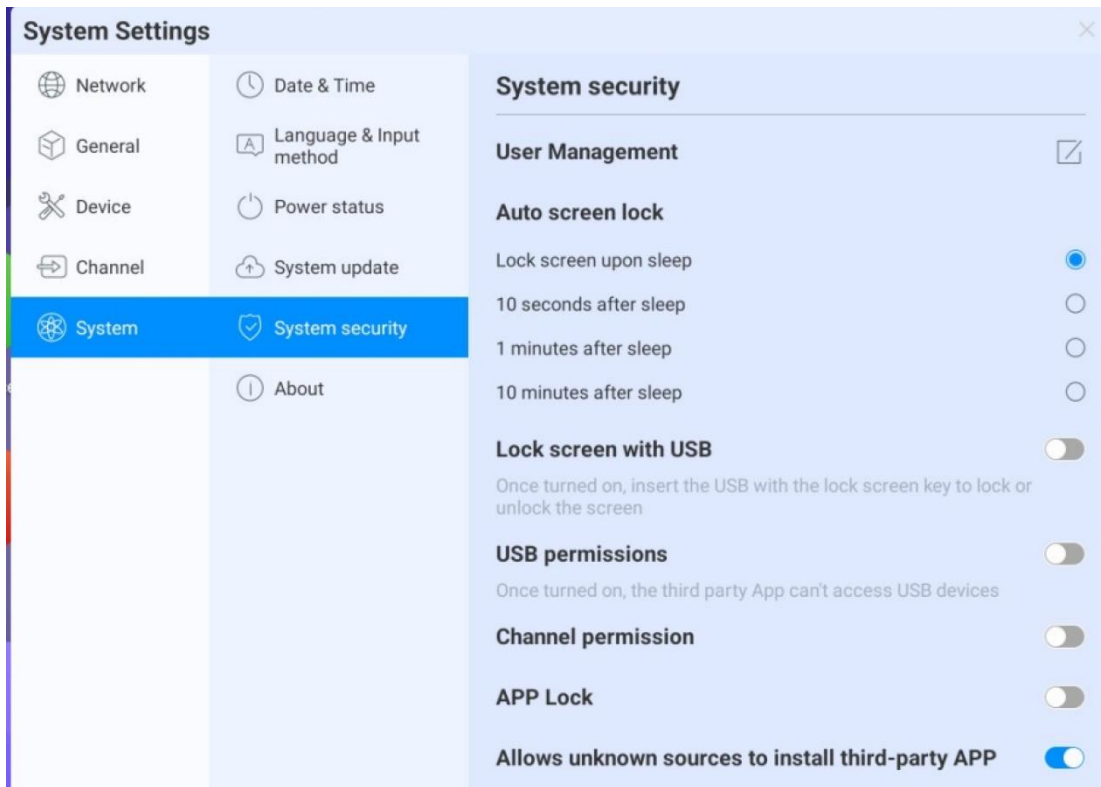 System Settings
Network
General
Device
Channel
System
Date & Time
Language & Input
method
Power status
System update
System security
About
System security
User Management
Auto screen lock
Lock screen upon sleep
10 seconds after sleep
1 minutes after sleep
10 minutes after sleep
Lock screen with USB
Once turned on, insert the USB with the lock screen key to lock or
unlock the screen
USB permissions
Once turned on, the third party App can't access USB devices
Channel permission
APP Lock
Allows unknown sources to install third-party APP